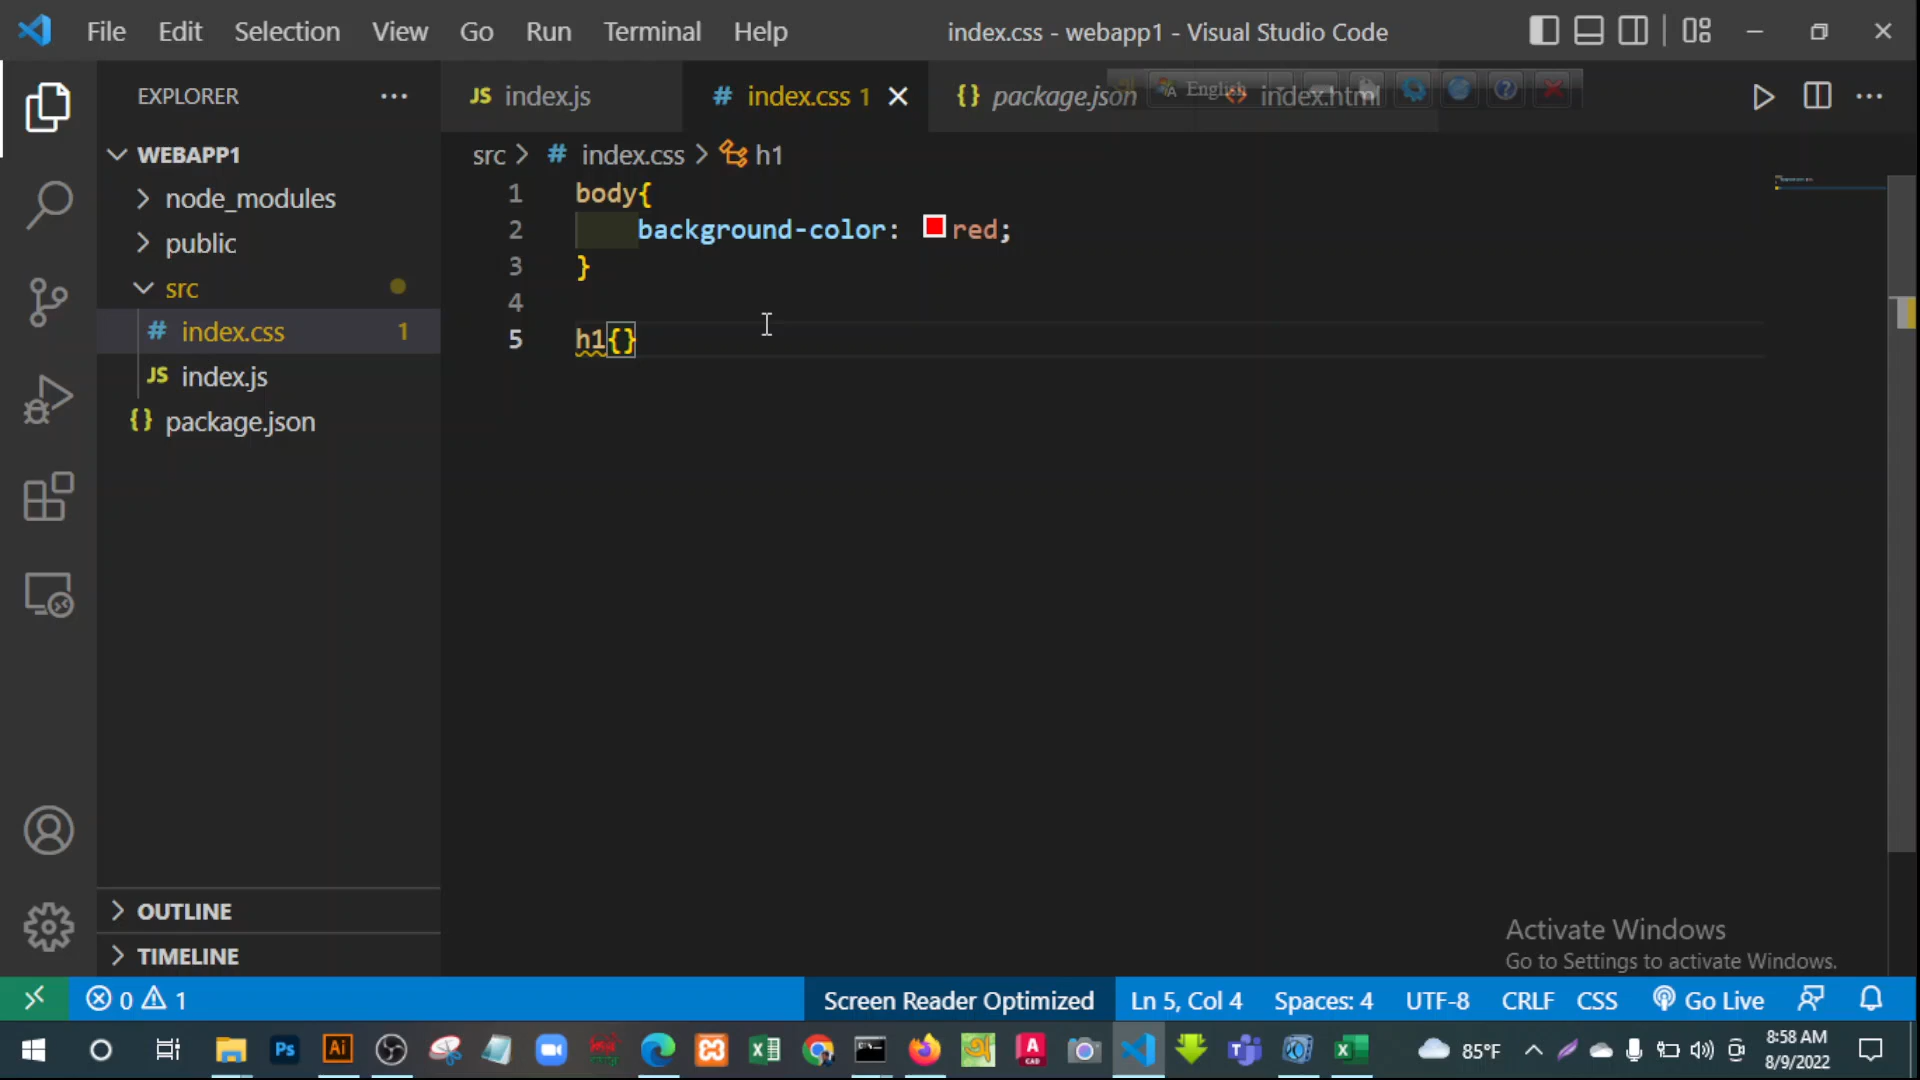 File Edit Selection View Go Run Terminal Help index.css - webapp1 - Visual Studio Code
EXPLORER
JS index.js
# index.css 1
{} package.json
English
index.html
WEBAPP1
node_modules
public
src
# index.css 1
JS index.js
{} package.json
src > # index.css > h1
1 body{
2 background-color: red;
3 }
4
5 h1{}
OUTLINE
TIMELINE
Activate Windows
Go to Settings to activate Windows.
0 1 Screen Reader Optimized Ln 5, Col 4 Spaces: 4 UTF-8 CRLF CSS Go Live
Ps Ai 85°F 8:58 AM
8/9/2022